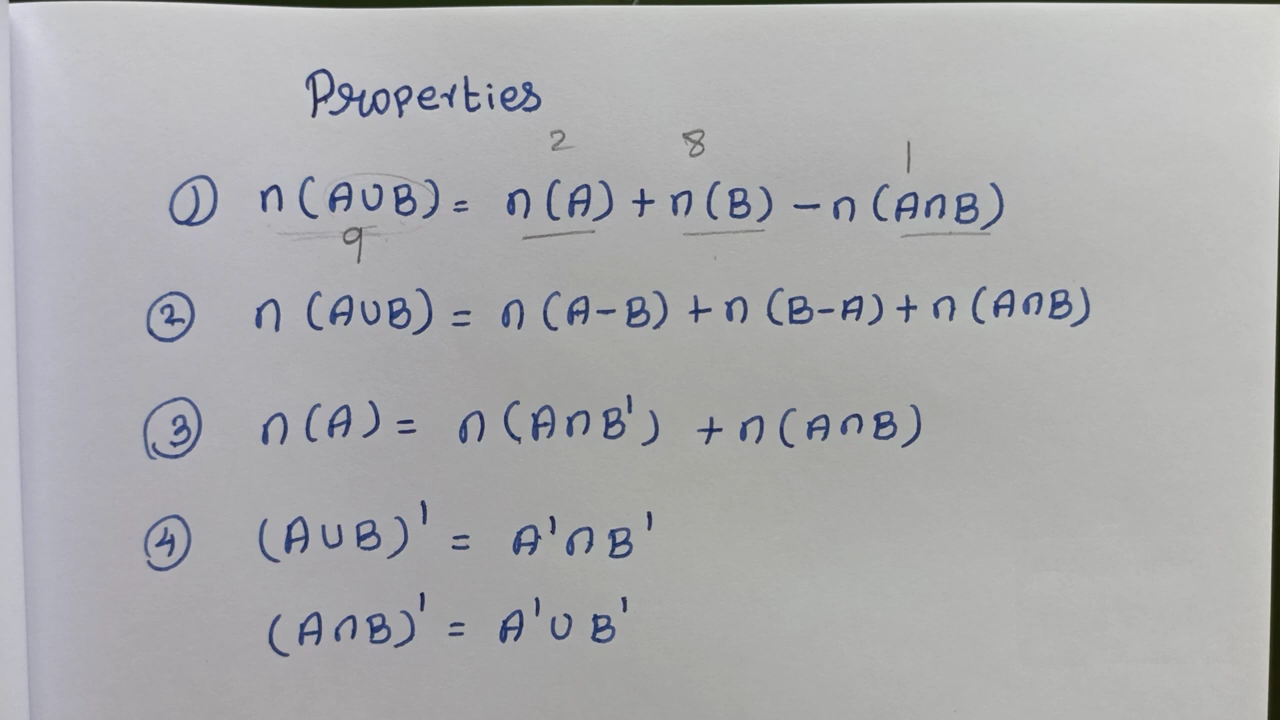 Properties
2 8 1
① n(A∪B) = n(A) + n(B) - n(A∩B)
9
② n(A∪B) = n(A-B) + n(B-A) + n(A∩B)
③ n(A) = n(A∩B') + n(A∩B)
④ (A∪B)' = A'∩B'
(A∩B)' = A'∪B'